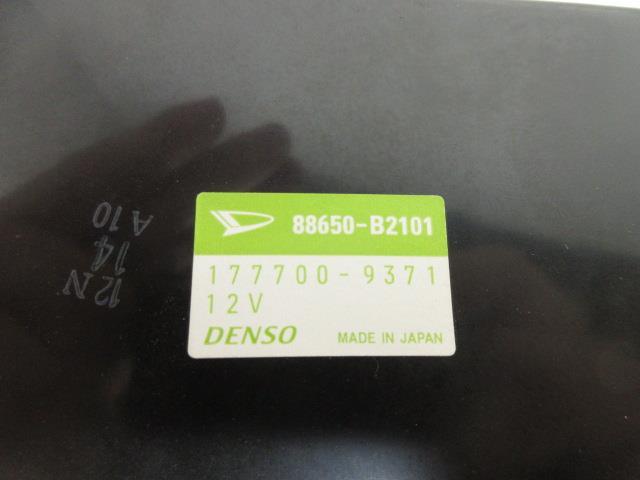 88650-B2101
177700-9371
12V
DENSO MADE IN JAPAN
12N
14
A10